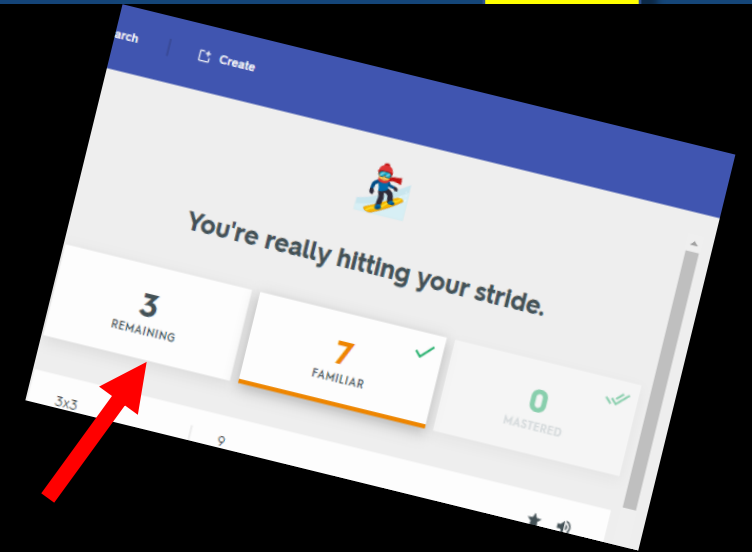 arch
Create
You're really hitting your stride.
3
REMAINING
7
FAMILIAR
0
MASTERED
3x3
9